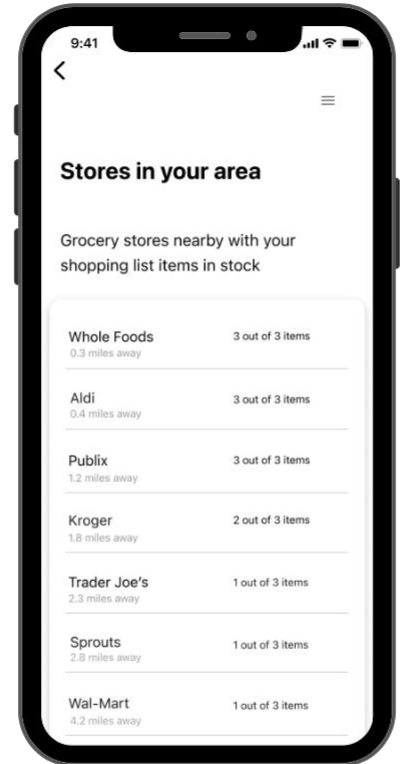 9:41
Stores in your area
Grocery stores nearby with your
shopping list items in stock
Whole Foods 3 out of 3 items
0.3 miles away
Aldi 3 out of 3 items
0.4 miles away
Publix 3 out of 3 items
1.2 miles away
Kroger 2 out of 3 items
1.8 miles away
Trader Joe's 1 out of 3 items
2.3 miles away
Sprouts 1 out of 3 items
2.8 miles away
Wal-Mart 1 out of 3 items
4.2 miles away